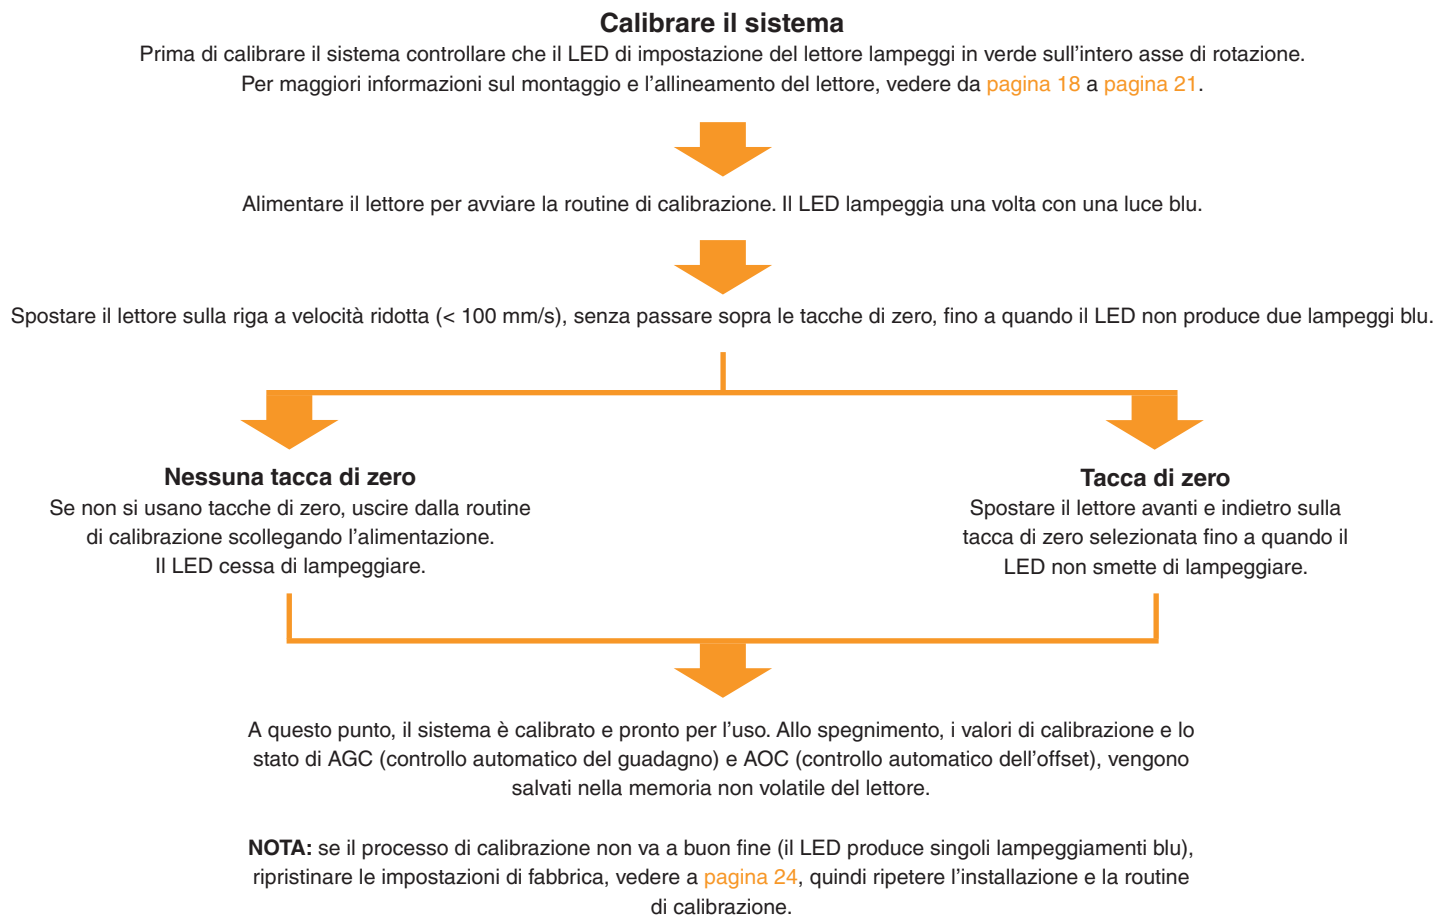 Calibrare il sistema
Prima di calibrare il sistema controllare che il LED di impostazione del lettore lampeggi in verde sull’intero asse di rotazione.
Per maggiori informazioni sul montaggio e l’allineamento del lettore, vedere da pagina 18 a pagina 21.
Alimentare il lettore per avviare la routine di calibrazione. Il LED lampeggia una volta con una luce blu.
Spostare il lettore sulla riga a velocità ridotta (< 100 mm/s), senza passare sopra le tacche di zero, fino a quando il LED non produce due lampeggi blu.
Nessuna tacca di zero
Se non si usano tacche di zero, uscire dalla routine
di calibrazione scollegando l’alimentazione.
Il LED cessa di lampeggiare.
Tacca di zero
Spostare il lettore avanti e indietro sulla
tacca di zero selezionata fino a quando il
LED non smette di lampeggiare.
A questo punto, il sistema è calibrato e pronto per l’uso. Allo spegnimento, i valori di calibrazione e lo
stato di AGC (controllo automatico del guadagno) e AOC (controllo automatico dell’offset), vengono
salvati nella memoria non volatile del lettore.
NOTA: se il processo di calibrazione non va a buon fine (il LED produce singoli lampeggiamenti blu),
ripristinare le impostazioni di fabbrica, vedere a pagina 24, quindi ripetere l’installazione e la routine
di calibrazione.